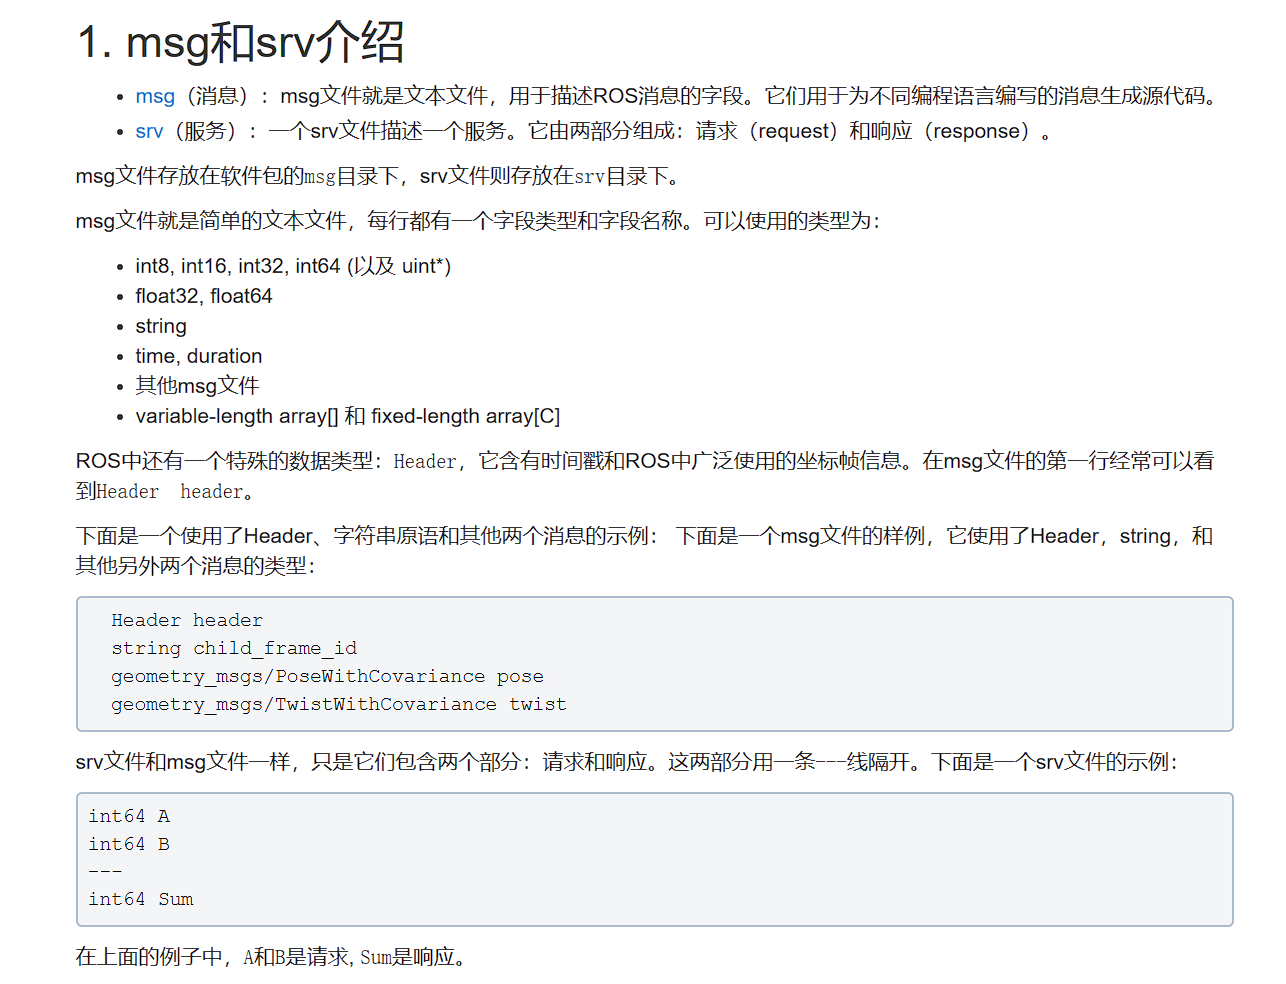 1. msg和srv介绍
• msg（消息）：msg文件就是文本文件，用于描述ROS消息的字段。它们用于为不同编程语言编写的消息生成源代码。
• srv（服务）：一个srv文件描述一个服务。它由两部分组成：请求（request）和响应（response）。
msg文件存放在软件包的msg目录下，srv文件则存放在srv目录下。
msg文件就是简单的文本文件，每行都有一个字段类型和字段名称。可以使用的类型为：
• int8, int16, int32, int64 (以及 uint*)
• float32, float64
• string
• time, duration
• 其他msg文件
• variable-length array[] 和 fixed-length array[C]
ROS中还有一个特殊的数据类型：Header，它含有时间戳和ROS中广泛使用的坐标帧信息。在msg文件的第一行经常可以看
到Header  header。
下面是一个使用了Header、字符串原语和其他两个消息的示例： 下面是一个msg文件的样例，它使用了Header，string，和
其他另外两个消息的类型：
Header header
string child_frame_id
geometry_msgs/PoseWithCovariance pose
geometry_msgs/TwistWithCovariance twist
srv文件和msg文件一样，只是它们包含两个部分：请求和响应。这两部分用一条---线隔开。下面是一个srv文件的示例：
int64 A
int64 B
---
int64 Sum
在上面的例子中，A和B是请求, Sum是响应。